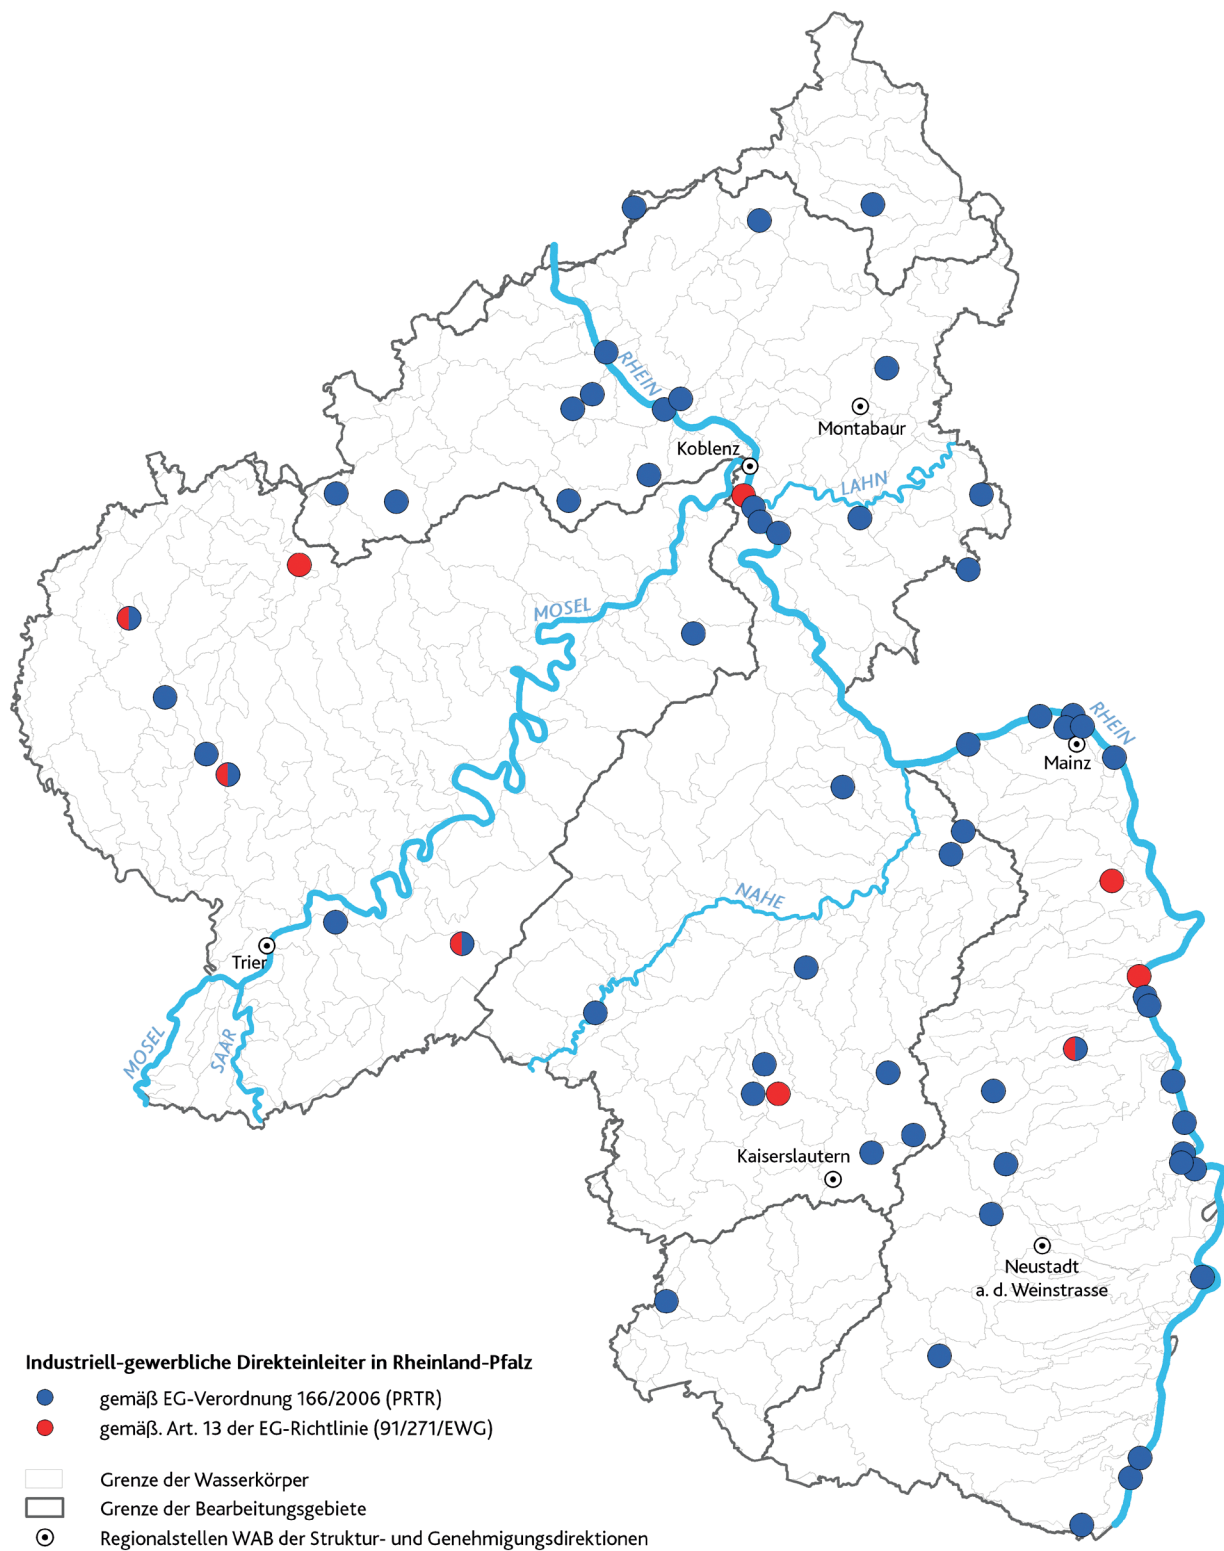 RHEIN
Montabaur
Koblenz
LAHN
MOSEL
RHEIN
Mainz
NAHE
Trier
MOSEL
SAAR
Kaiserslautern
Neustadt
a. d. Weinstrasse
Industriell-gewerbliche Direkteinleiter in Rheinland-Pfalz
gemäß EG-Verordnung 166/2006 (PRTR)
gemäß. Art. 13 der EG-Richtlinie (91/271/EWG)
Grenze der Wasserkörper
Grenze der Bearbeitungsgebiete
Regionalstellen WAB der Struktur- und Genehmigungsdirektionen